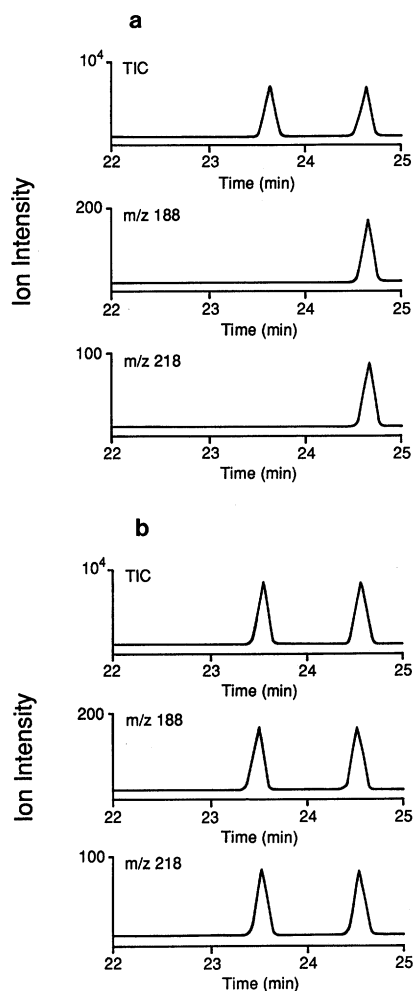 a
10⁴
TIC
22 23 24 25
Time (min)
200
m/z 188
22 23 24 25
Time (min)
100
m/z 218
22 23 24 25
Time (min)
Ion Intensity
b
10⁴
TIC
22 23 24 25
Time (min)
200
m/z 188
22 23 24 25
Time (min)
100
m/z 218
22 23 24 25
Time (min)
Ion Intensity